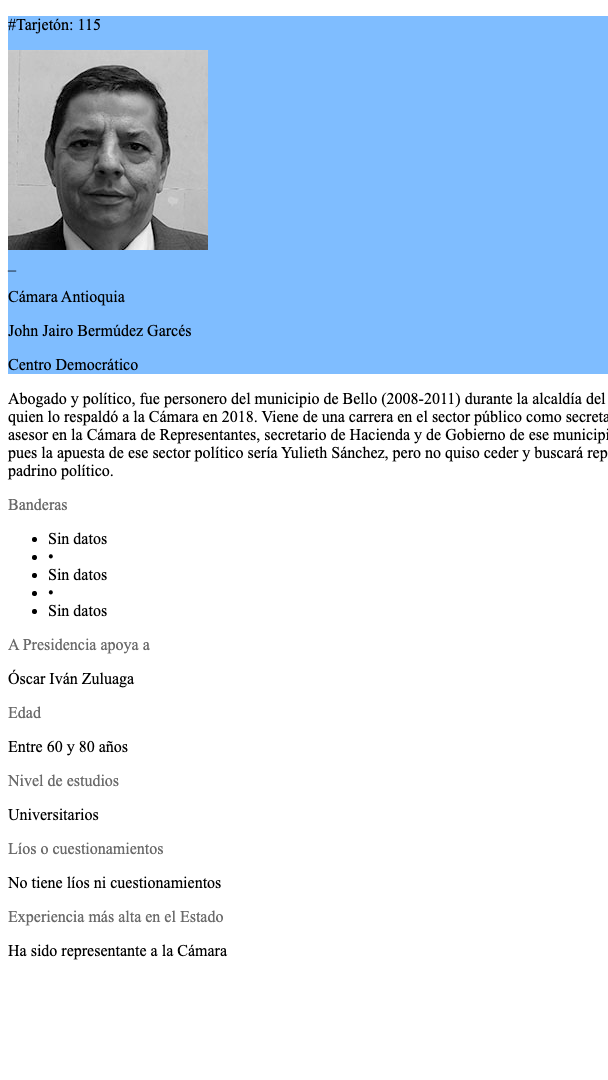 #Tarjetón: 115
_
Cámara Antioquia
John Jairo Bermúdez Garcés
Centro Democrático
Abogado y político, fue personero del municipio de Bello (2008-2011) durante la alcaldía del
quien lo respaldó a la Cámara en 2018. Viene de una carrera en el sector público como secreta
asesor en la Cámara de Representantes, secretario de Hacienda y de Gobierno de ese municipi
pues la apuesta de ese sector político sería Yulieth Sánchez, pero no quiso ceder y buscará rep
padrino político.
Banderas
• Sin datos
• •
• Sin datos
• •
• Sin datos
A Presidencia apoya a
Óscar Iván Zuluaga
Edad
Entre 60 y 80 años
Nivel de estudios
Universitarios
Líos o cuestionamientos
No tiene líos ni cuestionamientos
Experiencia más alta en el Estado
Ha sido representante a la Cámara